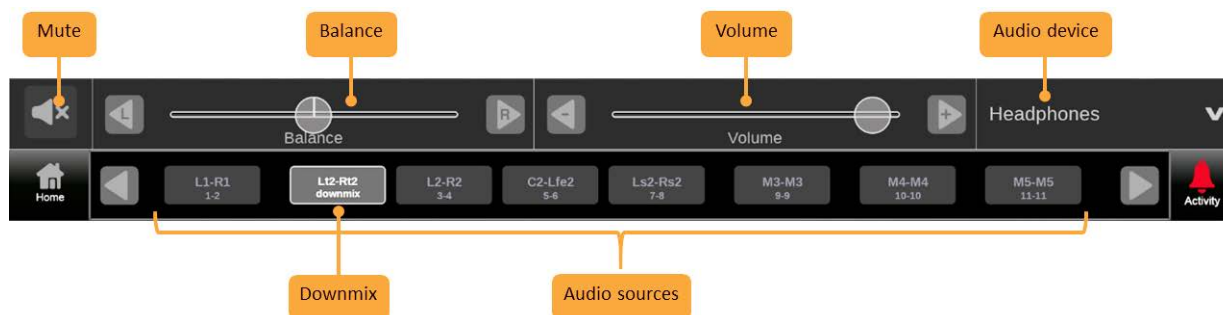 Mute
Balance
Volume
Audio device
L
R
-
+
Headphones
Balance
Volume
Home
L1-R1
1-2
Lt2-Rt2
downmix
L2-R2
3-4
C2-Lfe2
5-6
Ls2-Rs2
7-8
M3-M3
9-9
M4-M4
10-10
M5-M5
11-11
Activity
Downmix
Audio sources